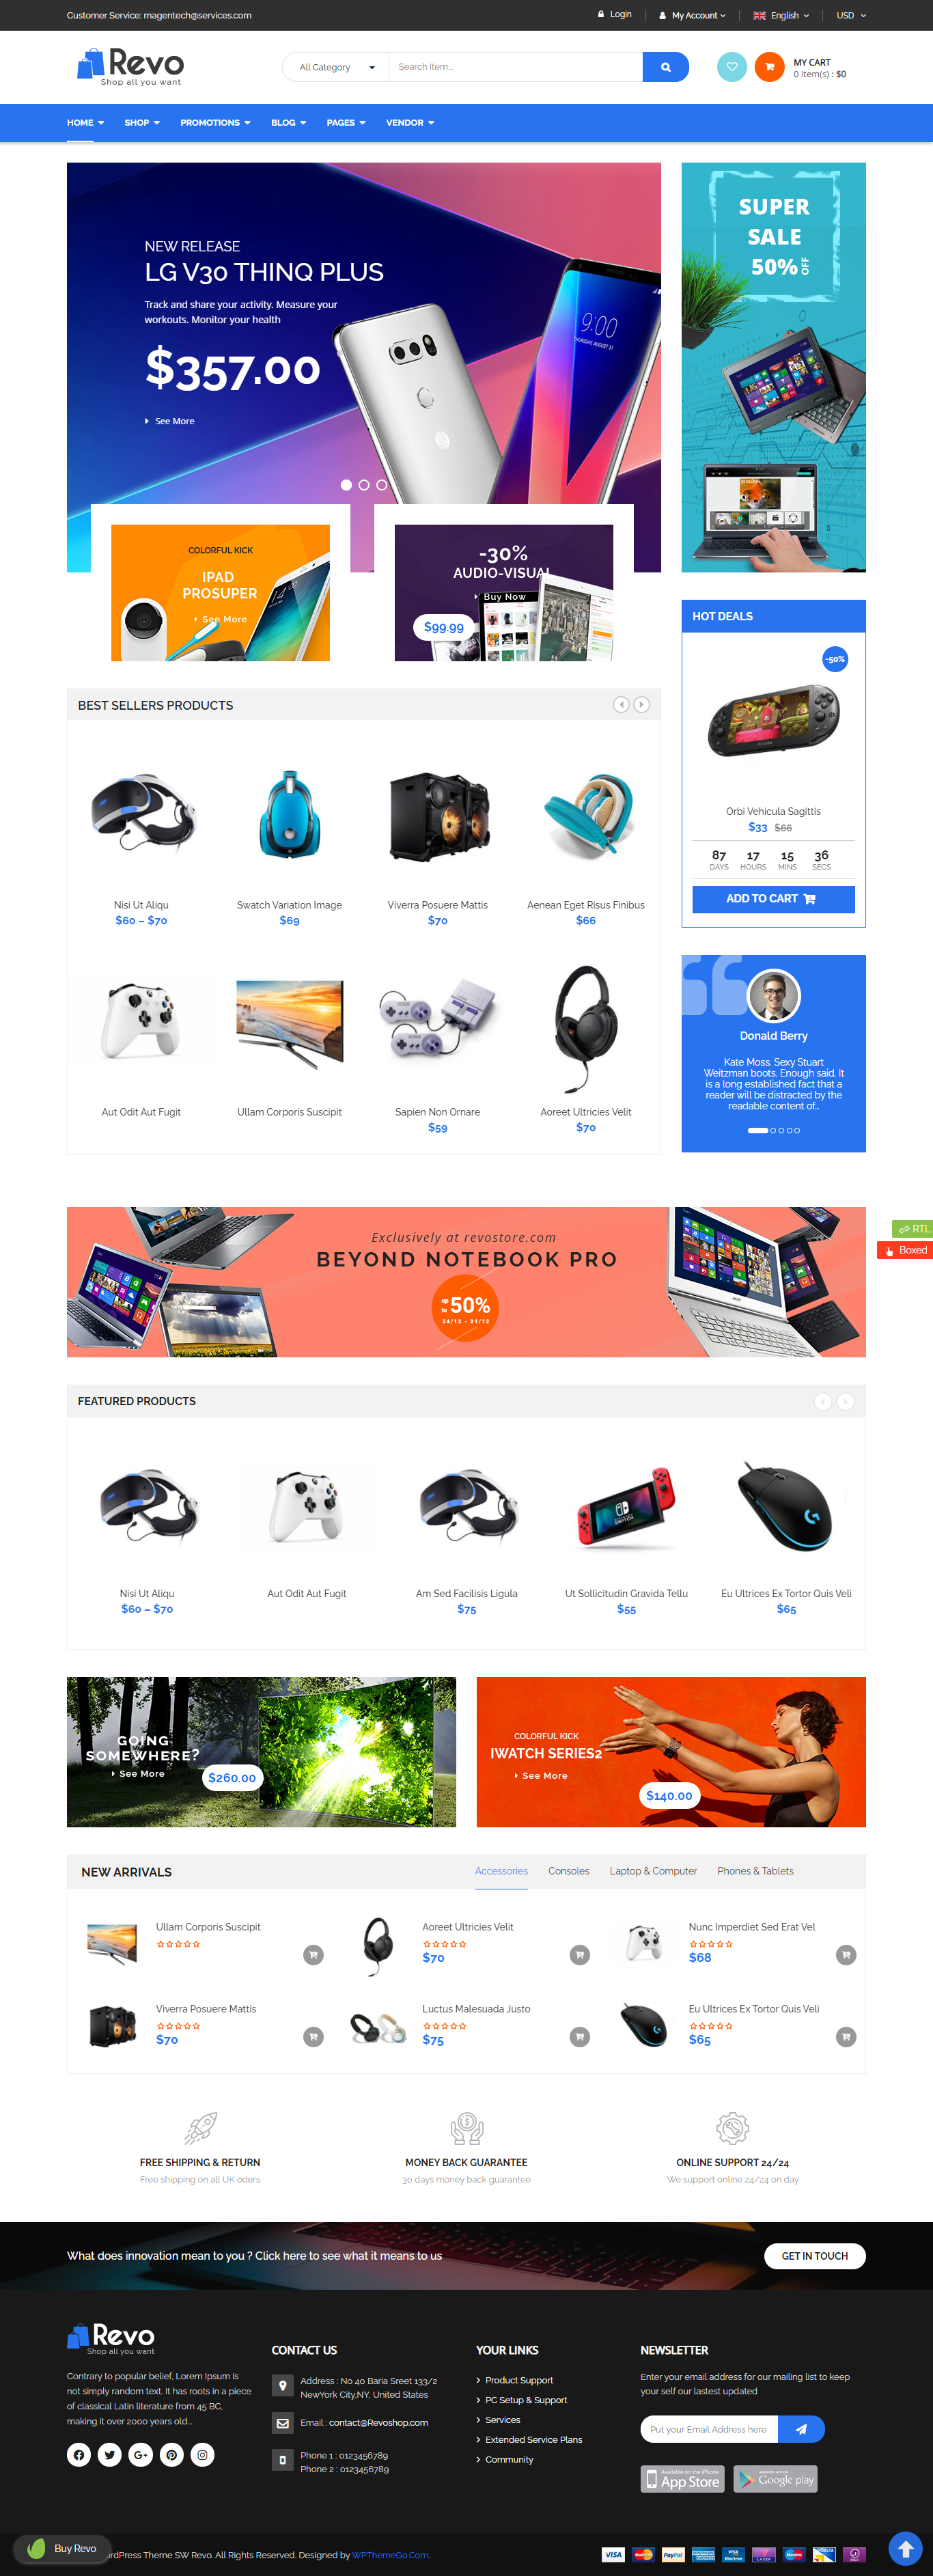 Customer Service: magentech@services.com
Login
My Account
English
USD
Revo
Shop all you want
All Category
Search Item...
MY CART
0 item(s) : $0
HOME
SHOP
PROMOTIONS
BLOG
PAGES
VENDOR
NEW RELEASE
LG V30 THINQ PLUS
Track and share your activity. Measure your
workouts. Monitor your health
$357.00
See More
9:00
THURSDAY, AUGUST 31
SUPER
SALE
50% OFF
COLORFUL KICK
IPAD
PROSUPER
See More
-30%
AUDIO-VISUAL
Buy Now
$99.99
HOT DEALS
-50%
Orbi Vehicula Sagittis
$33 $66
87 17 15 36
DAYS HOURS MINS SECS
ADD TO CART
BEST SELLERS PRODUCTS
Nisi Ut Aliqu
$60 – $70
Swatch Variation Image
$69
Viverra Posuere Mattis
$70
Aenean Eget Risus Finibus
$66
Aut Odit Aut Fugit
Ullam Corporis Suscipit
Sapien Non Ornare
$59
Aoreet Ultricies Velit
$70
Donald Berry
Kate Moss. Sexy Stuart
Weitzman boots. Enough said. It
is a long established fact that a
reader will be distracted by the
readable content of...
Exclusively at revostore.com
BEYOND NOTEBOOK PRO
up to 50%
24/12 - 31/12
RTL
Boxed
FEATURED PRODUCTS
Nisi Ut Aliqu
$60 – $70
Aut Odit Aut Fugit
Am Sed Facilisis Ligula
$75
Ut Sollicitudin Gravida Tellu
$55
Eu Ultrices Ex Tortor Quis Veli
$65
GOING
SOMEWHERE?
See More
$260.00
COLORFUL KICK
IWATCH SERIES2
See More
$140.00
NEW ARRIVALS
Accessories
Consoles
Laptop & Computer
Phones & Tablets
Ullam Corporis Suscipit
Aoreet Ultricies Velit
$70
Nunc Imperdiet Sed Erat Vel
$68
Viverra Posuere Mattis
$70
Luctus Malesuada Justo
$75
Eu Ultrices Ex Tortor Quis Veli
$65
FREE SHIPPING & RETURN
Free shipping on all UK oders
MONEY BACK GUARANTEE
30 days money back guarantee
ONLINE SUPPORT 24/24
We support online 24/24 on day
What does innovation mean to you ? Click here to see what it means to us
GET IN TOUCH
Revo
Shop all you want
Contrary to popular belief, Lorem Ipsum is
not simply random text. It has roots in a piece
of classical Latin literature from 45 BC,
making it over 2000 years old...
CONTACT US
Address : No 40 Baria Sreet 133/2
NewYork City,NY, United States
Email : contact@Revoshop.com
Phone 1 : 0123456789
Phone 2 : 0123456789
YOUR LINKS
Product Support
PC Setup & Support
Services
Extended Service Plans
Community
NEWSLETTER
Enter your email address for our mailing list to keep
your self our lastest updated
Put your Email Address here
Available on the iPhone
App Store
Google play
Buy Revo
rdPress Theme SW Revo. All Rights Reserved. Designed by WPThemeGo.Com.
VISA
MasterCard
PayPal
VISA Electron
Maestro